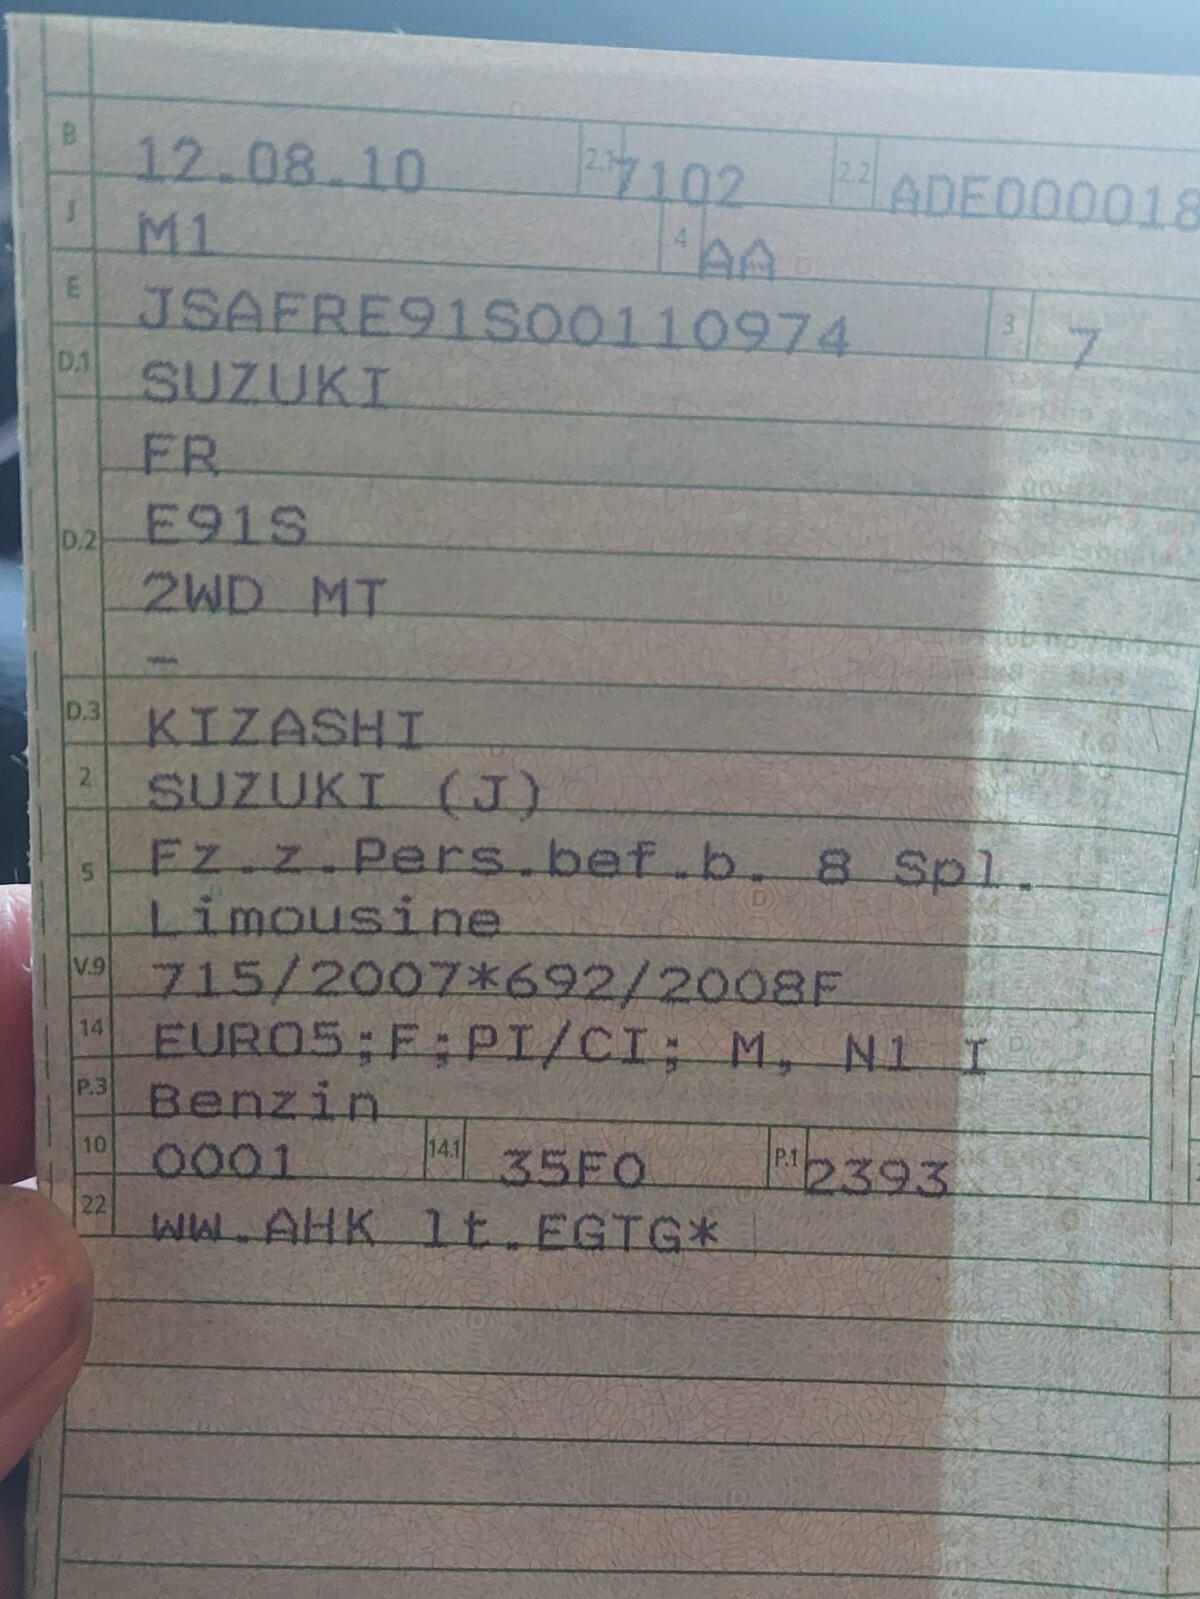 B 12.08.10 2.1 7102 2.2 ADE000018
J M1 4 AA
E JSAFRE91S00110974 3 7
D.1 SUZUKI
FR
D.2 E91S
2WD MT
–
D.3 KIZASHI
2 SUZUKI (J)
5 Fz.z.Pers.bef.b. 8 Spl.
Limousine
V.9 715/2007*692/2008F
14 EURO5;F;PI/CI; M, N1 I
P.3 Benzin
10 0001 14.1 35F0 P.1 2393
22 WW.AHK lt.EGTG*